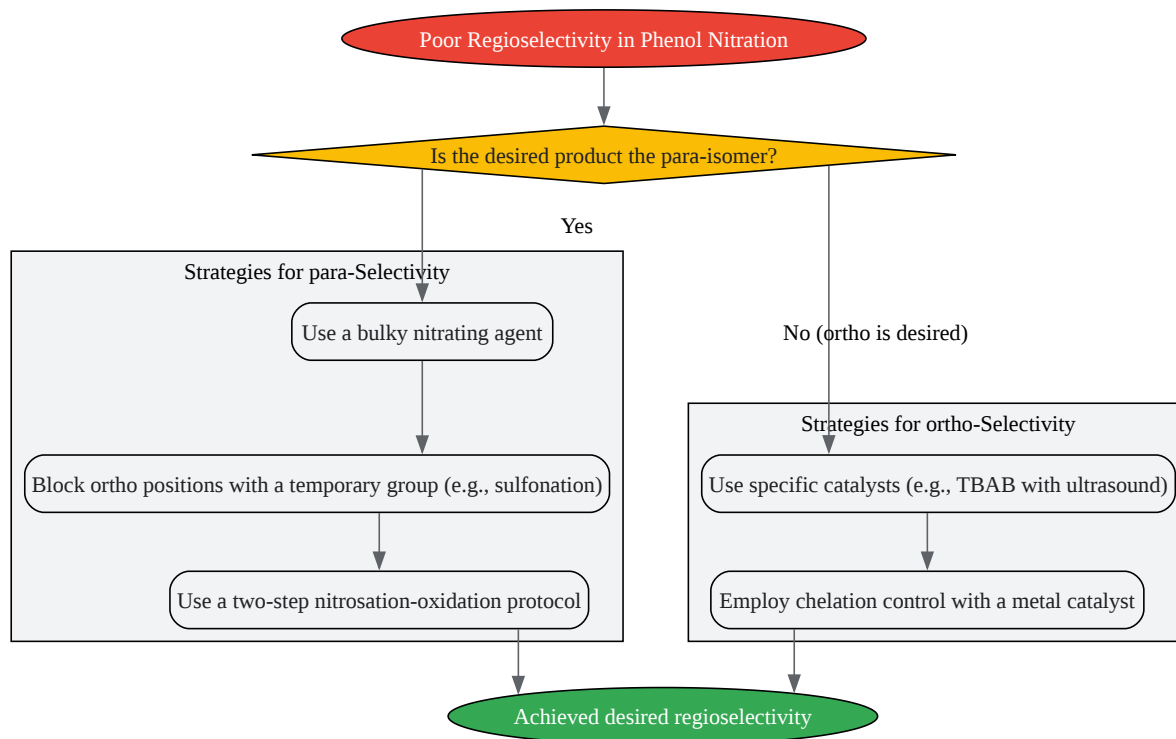 Poor Regioselectivity in Phenol Nitration
Is the desired product the para-isomer?
Yes
Strategies for para-Selectivity
Use a bulky nitrating agent
No (ortho is desired)
Strategies for ortho-Selectivity
Block ortho positions with a temporary group (e.g., sulfonation)
Use specific catalysts (e.g., TBAB with ultrasound)
Use a two-step nitrosation-oxidation protocol
Employ chelation control with a metal catalyst
Achieved desired regioselectivity